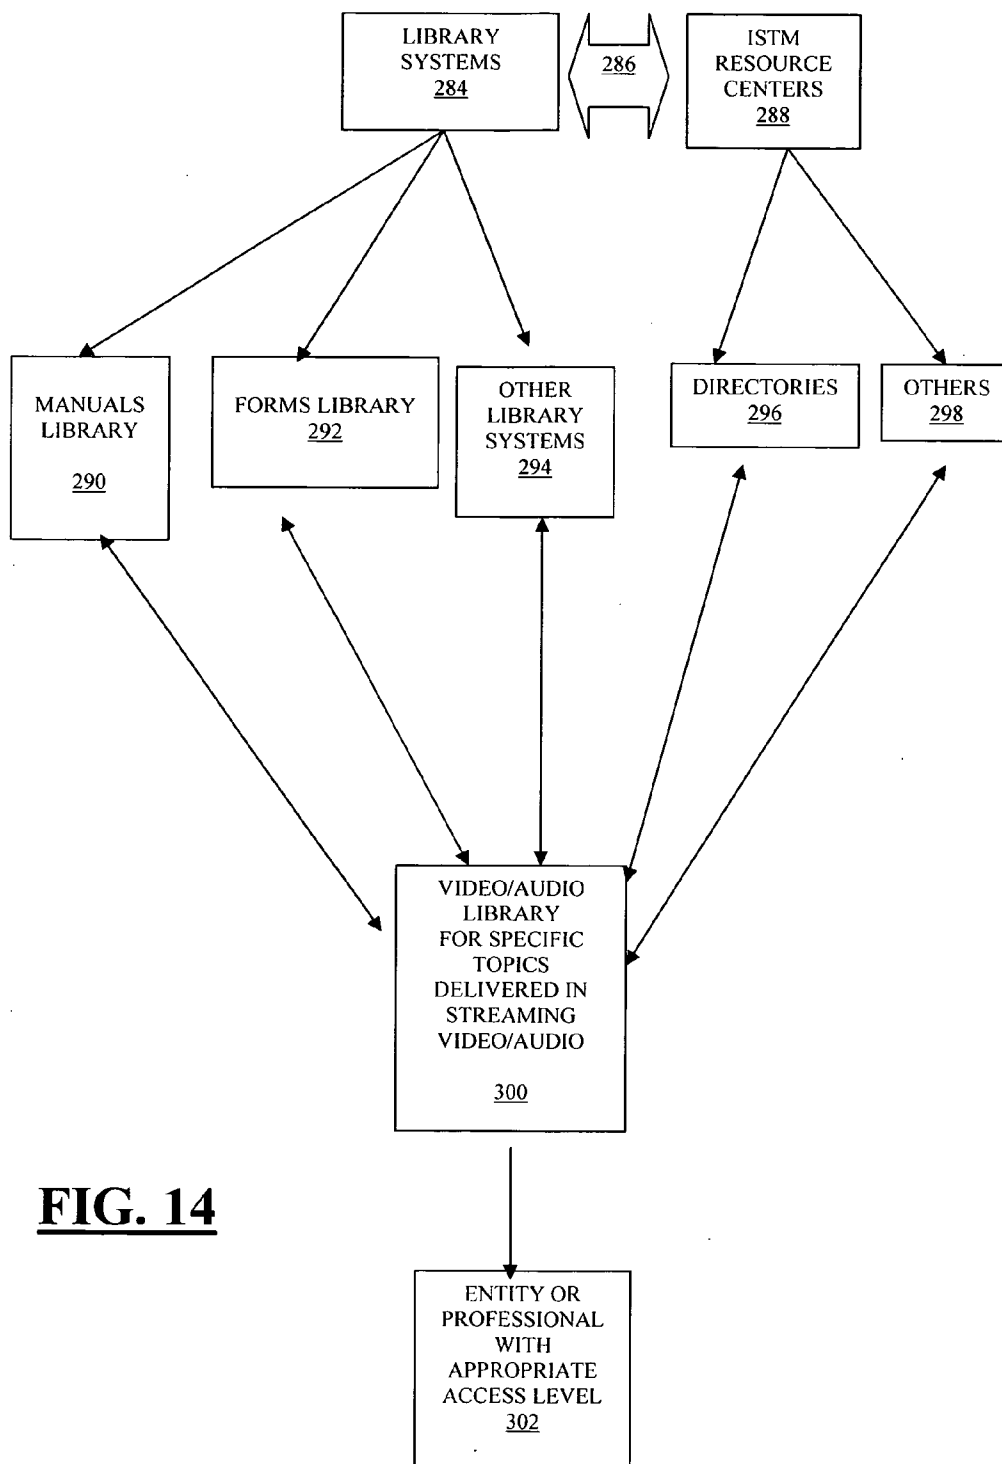 LIBRARY
SYSTEMS
284
286
ISTM
RESOURCE
CENTERS
288
MANUALS
LIBRARY
290
FORMS LIBRARY
292
OTHER
LIBRARY
SYSTEMS
294
DIRECTORIES
296
OTHERS
298
VIDEO/AUDIO
LIBRARY
FOR SPECIFIC
TOPICS
DELIVERED IN
STREAMING
VIDEO/AUDIO
300
FIG. 14
ENTITY OR
PROFESSIONAL
WITH
APPROPRIATE
ACCESS LEVEL
302